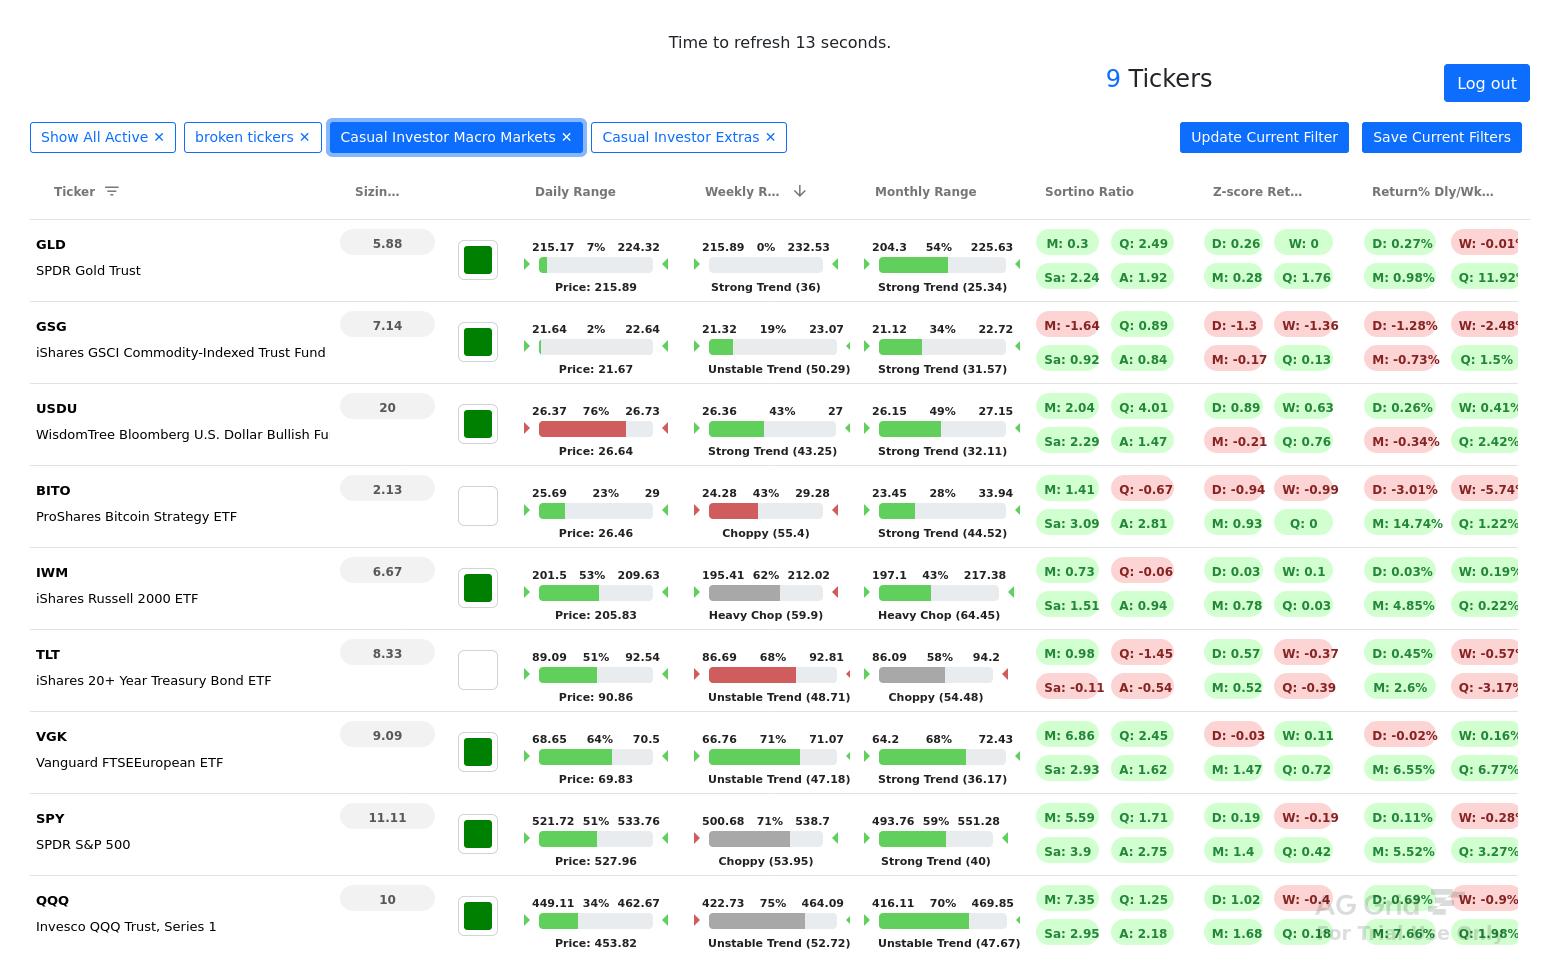 Time to refresh 13 seconds.
9 Tickers
Log out
Show All Active ✕ broken tickers ✕ Casual Investor Macro Markets ✕ Casual Investor Extras ✕ Update Current Filter Save Current Filters
Ticker Sizin… Daily Range Weekly R… Monthly Range Sortino Ratio Z-score Ret… Return% Dly/Wk…
GLD 5.88 215.17 7% 224.32 215.89 0% 232.53 204.3 54% 225.63 M: 0.3 Q: 2.49 D: 0.26 W: 0 D: 0.27% W: -0.01%
SPDR Gold Trust Sa: 2.24 A: 1.92 M: 0.28 Q: 1.76 M: 0.98% Q: 11.92%
Price: 215.89 Strong Trend (36) Strong Trend (25.34)
GSG 7.14 21.64 2% 22.64 21.32 19% 23.07 21.12 34% 22.72 M: -1.64 Q: 0.89 D: -1.3 W: -1.36 D: -1.28% W: -2.48%
iShares GSCI Commodity-Indexed Trust Fund Sa: 0.92 A: 0.84 M: -0.17 Q: 0.13 M: -0.73% Q: 1.5%
Price: 21.67 Unstable Trend (50.29) Strong Trend (31.57)
USDU 20 26.37 76% 26.73 26.36 43% 27 26.15 49% 27.15 M: 2.04 Q: 4.01 D: 0.89 W: 0.63 D: 0.26% W: 0.41%
WisdomTree Bloomberg U.S. Dollar Bullish Fu Sa: 2.29 A: 1.47 M: -0.21 Q: 0.76 M: -0.34% Q: 2.42%
Price: 26.64 Strong Trend (43.25) Strong Trend (32.11)
BITO 2.13 25.69 23% 29 24.28 43% 29.28 23.45 28% 33.94 M: 1.41 Q: -0.67 D: -0.94 W: -0.99 D: -3.01% W: -5.74%
ProShares Bitcoin Strategy ETF Sa: 3.09 A: 2.81 M: 0.93 Q: 0 M: 14.74% Q: 1.22%
Price: 26.46 Choppy (55.4) Strong Trend (44.52)
IWM 6.67 201.5 53% 209.63 195.41 62% 212.02 197.1 43% 217.38 M: 0.73 Q: -0.06 D: 0.03 W: 0.1 D: 0.03% W: 0.19%
iShares Russell 2000 ETF Sa: 1.51 A: 0.94 M: 0.78 Q: 0.03 M: 4.85% Q: 0.22%
Price: 205.83 Heavy Chop (59.9) Heavy Chop (64.45)
TLT 8.33 89.09 51% 92.54 86.69 68% 92.81 86.09 58% 94.2 M: 0.98 Q: -1.45 D: 0.57 W: -0.37 D: 0.45% W: -0.57%
iShares 20+ Year Treasury Bond ETF Sa: -0.11 A: -0.54 M: 0.52 Q: -0.39 M: 2.6% Q: -3.17%
Price: 90.86 Unstable Trend (48.71) Choppy (54.48)
VGK 9.09 68.65 64% 70.5 66.76 71% 71.07 64.2 68% 72.43 M: 6.86 Q: 2.45 D: -0.03 W: 0.11 D: -0.02% W: 0.16%
Vanguard FTSEEuropean ETF Sa: 2.93 A: 1.62 M: 1.47 Q: 0.72 M: 6.55% Q: 6.77%
Price: 69.83 Unstable Trend (47.18) Strong Trend (36.17)
SPY 11.11 521.72 51% 533.76 500.68 71% 538.7 493.76 59% 551.28 M: 5.59 Q: 1.71 D: 0.19 W: -0.19 D: 0.11% W: -0.28%
SPDR S&P 500 Sa: 3.9 A: 2.75 M: 1.4 Q: 0.42 M: 5.52% Q: 3.27%
Price: 527.96 Choppy (53.95) Strong Trend (40)
QQQ 10 449.11 34% 462.67 422.73 75% 464.09 416.11 70% 469.85 M: 7.35 Q: 1.25 D: 1.02 W: -0.4 D: 0.69% W: -0.9%
Invesco QQQ Trust, Series 1 Sa: 2.95 A: 2.18 M: 1.68 Q: 0.18 M: 7.66% Q: 1.98%
Price: 453.82 Unstable Trend (52.72) Unstable Trend (47.67)
AG Grid
For Trial Use Only